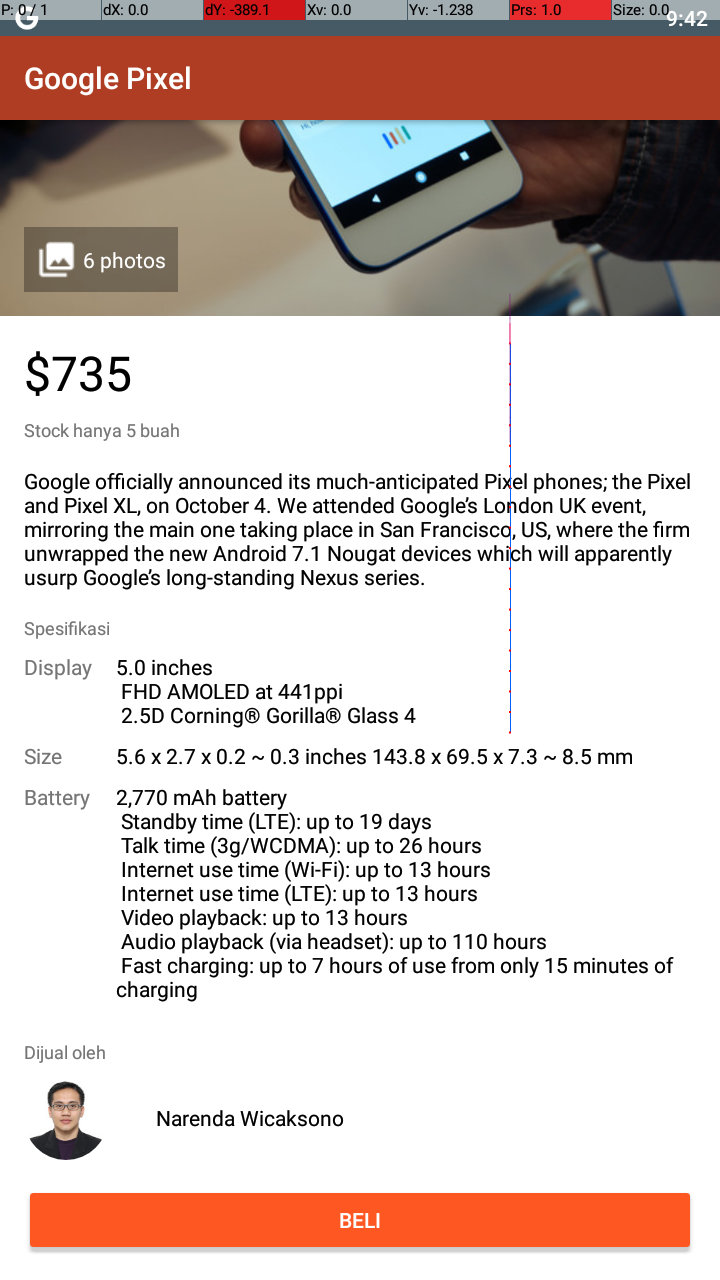 P: 0 / 1 dX: 0.0 dY: -389.1 Xv: 0.0 Yv: -1.238 Prs: 1.0 Size: 0.0
G 9:42
Google Pixel
6 photos
$735
Stock hanya 5 buah
Google officially announced its much-anticipated Pixel phones; the Pixel
and Pixel XL, on October 4. We attended Google’s London UK event,
mirroring the main one taking place in San Francisco, US, where the firm
unwrapped the new Android 7.1 Nougat devices which will apparently
usurp Google’s long-standing Nexus series.
Spesifikasi
Display 5.0 inches
FHD AMOLED at 441ppi
2.5D Corning® Gorilla® Glass 4
Size 5.6 x 2.7 x 0.2 ~ 0.3 inches 143.8 x 69.5 x 7.3 ~ 8.5 mm
Battery 2,770 mAh battery
Standby time (LTE): up to 19 days
Talk time (3g/WCDMA): up to 26 hours
Internet use time (Wi-Fi): up to 13 hours
Internet use time (LTE): up to 13 hours
Video playback: up to 13 hours
Audio playback (via headset): up to 110 hours
Fast charging: up to 7 hours of use from only 15 minutes of
charging
Dijual oleh
Narenda Wicaksono
BELI